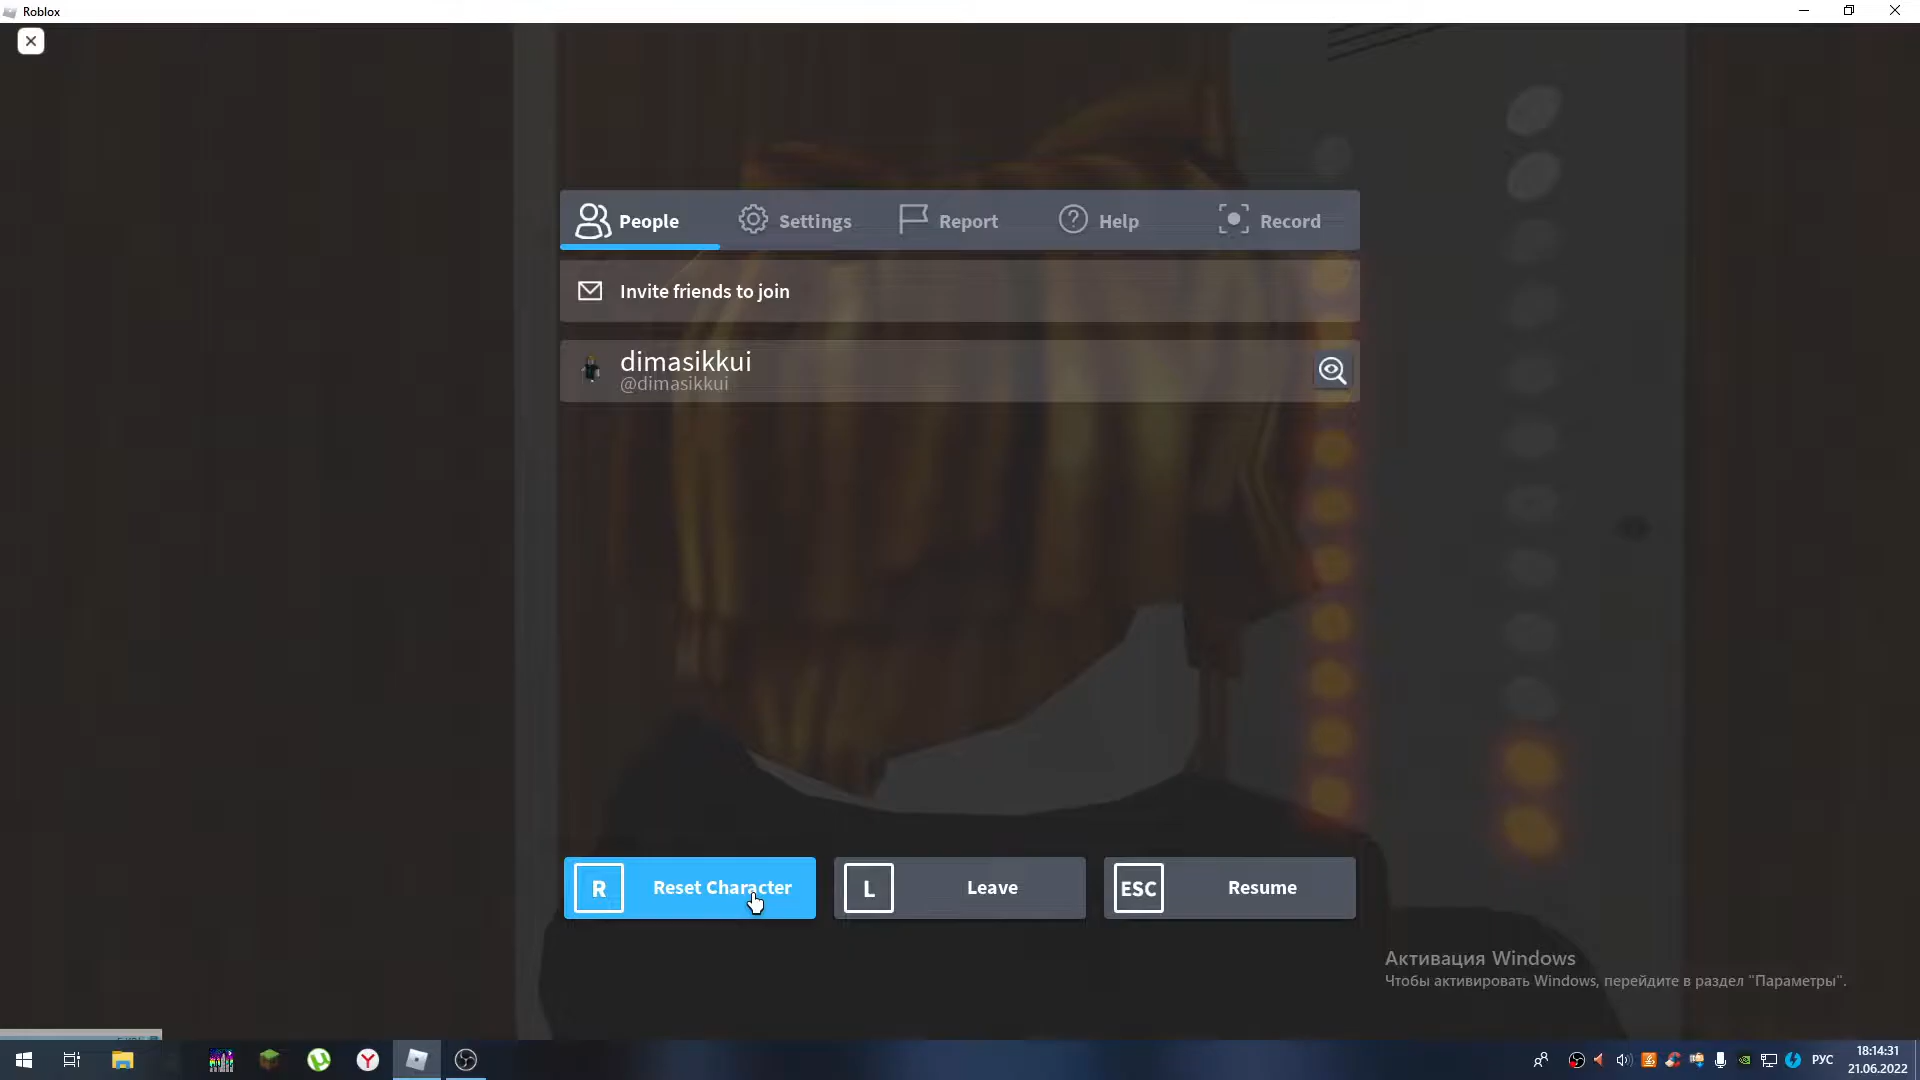 Roblox
People
Settings
Report
Help
Record
Invite friends to join
dimasikkui
@dimasikkui
R Reset Character
L Leave
ESC Resume
Активация Windows
Чтобы активировать Windows, перейдите в раздел "Параметры".
РУС
18:14:31
21.06.2022